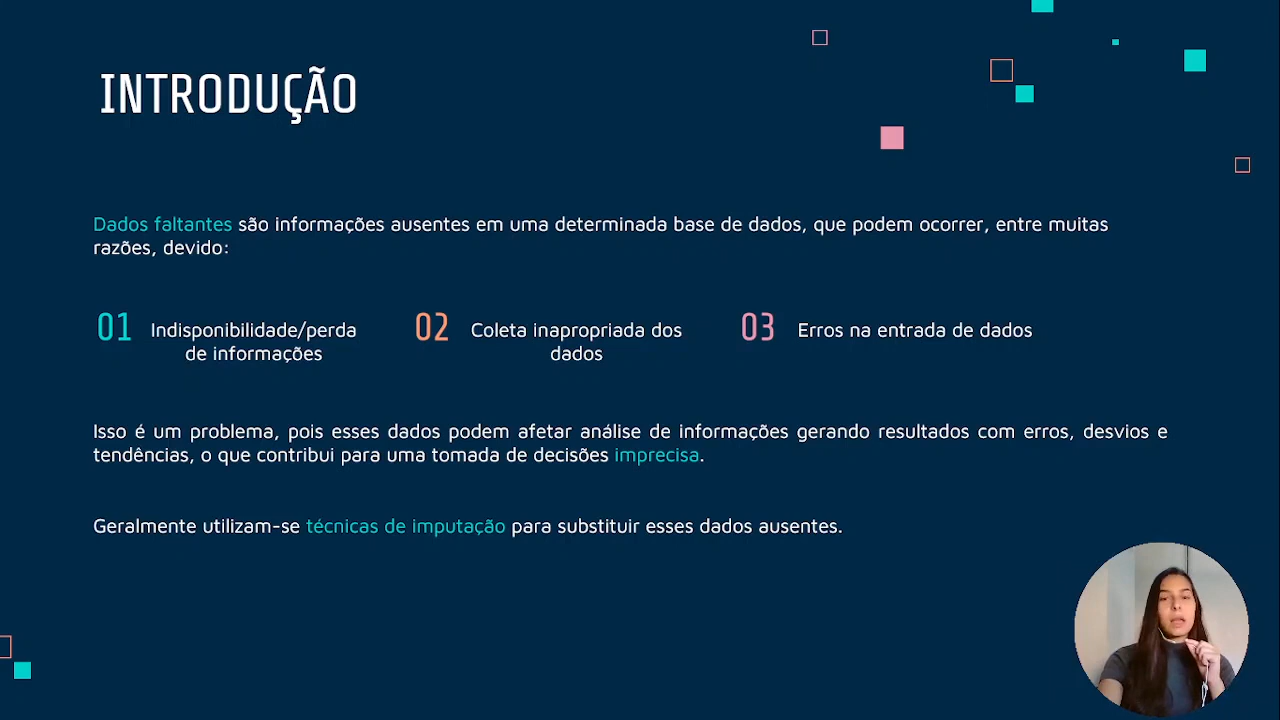 INTRODUÇÃO
Dados faltantes são informações ausentes em uma determinada base de dados, que podem ocorrer, entre muitas
razões, devido:
01 Indisponibilidade/perda
de informações
02 Coleta inapropriada dos
dados
03 Erros na entrada de dados
Isso é um problema, pois esses dados podem afetar análise de informações gerando resultados com erros, desvios e
tendências, o que contribui para uma tomada de decisões imprecisa.
Geralmente utilizam-se técnicas de imputação para substituir esses dados ausentes.